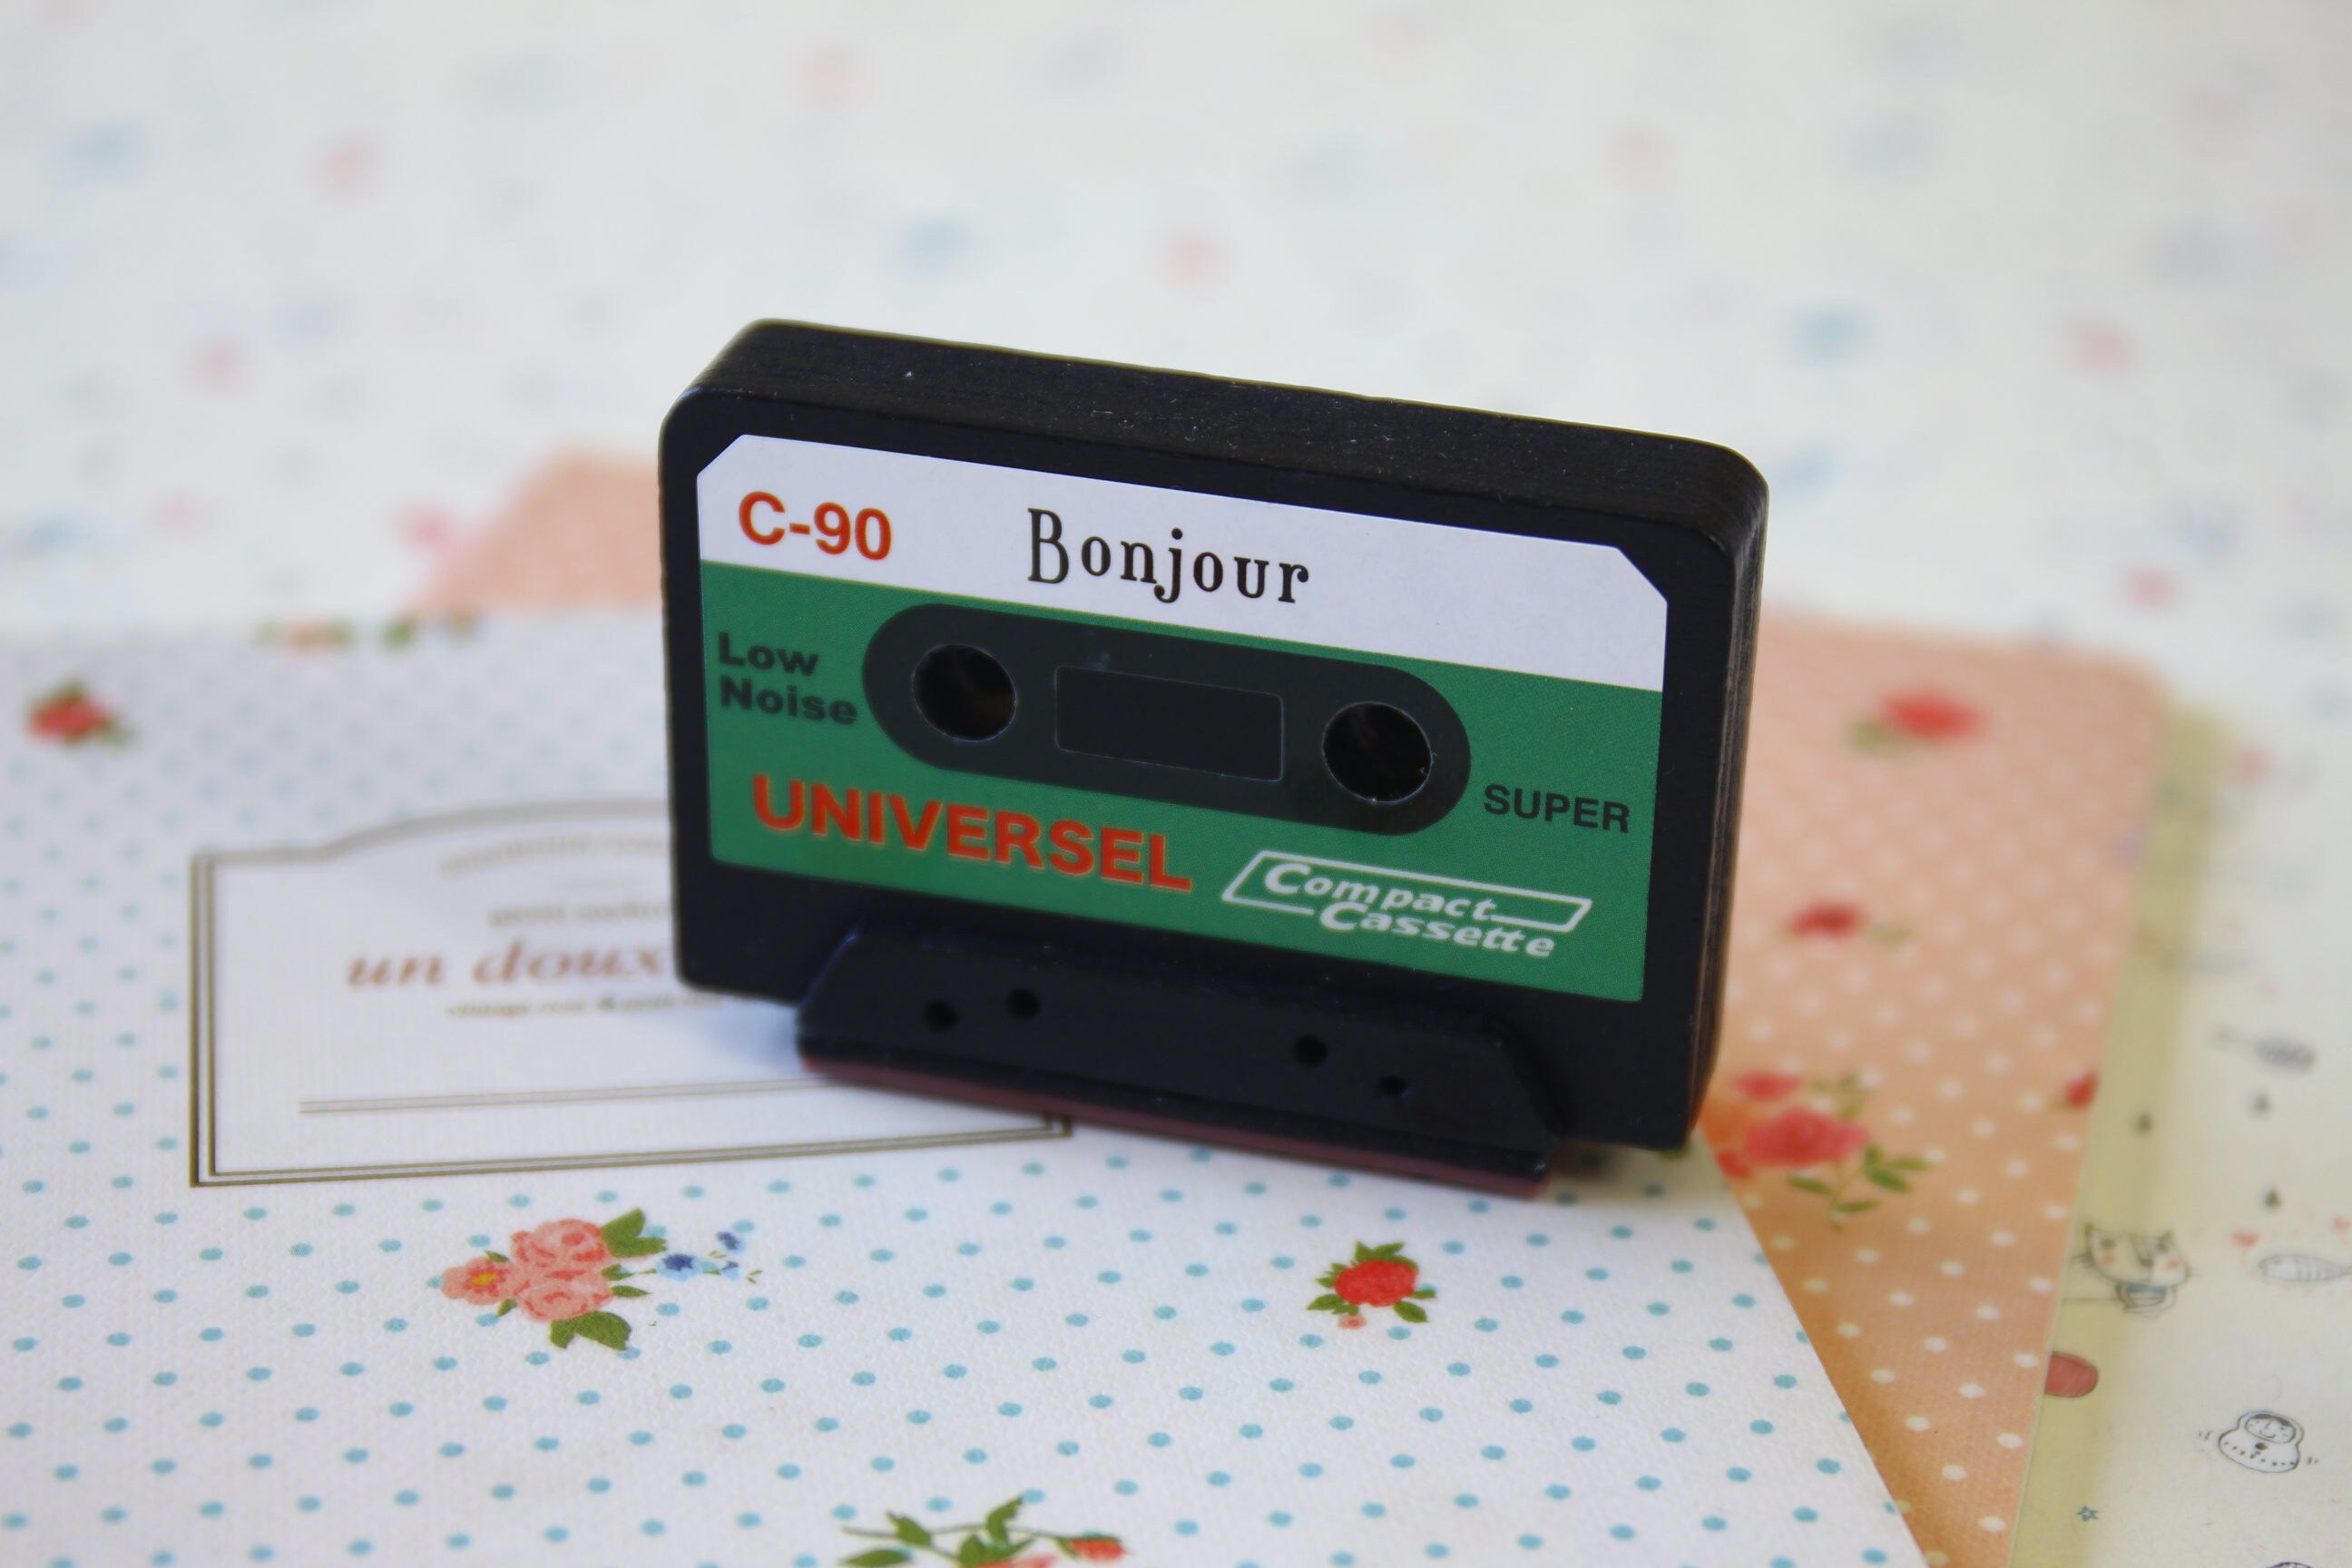 C-90 Bonjour
Low
Noise
SUPER
UNIVERSEL
Compact
Cassette
un doux